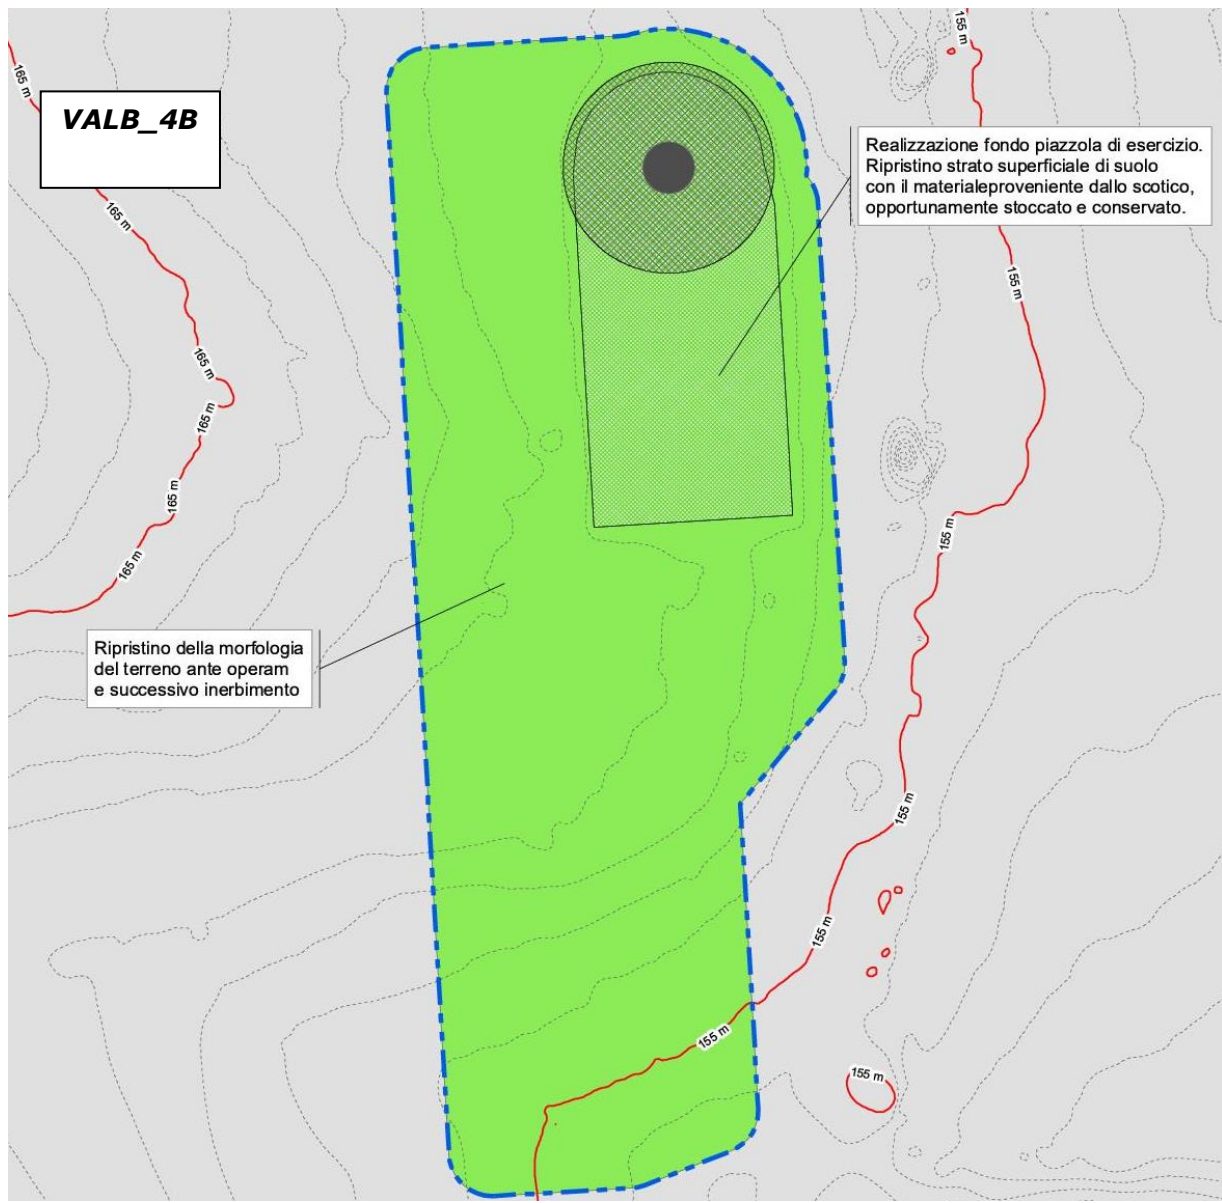 155 m
165 m
VALB_4B
Realizzazione fondo piazzola di esercizio.
Ripristino strato superficiale di suolo
con il materialeproveniente dallo scotico,
opportunamente stoccato e conservato.
165 m
155 m
165 m
165 m
165 m
155 m
165 m
Ripristino della morfologia
del terreno ante operam
e successivo inerbimento
155 m
155 m
155 m
155 m